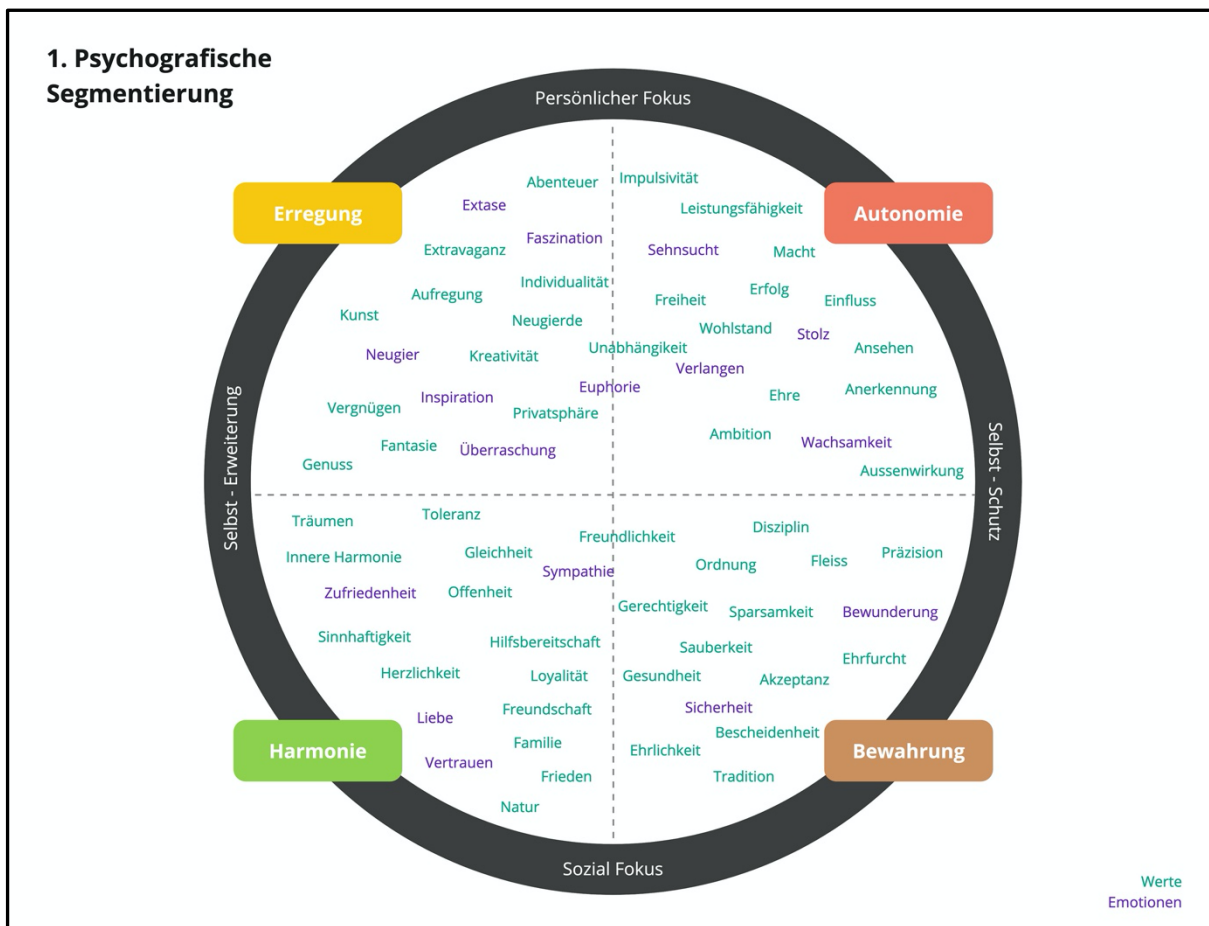 1. Psychografische
Segmentierung
Persönlicher Fokus
Erregung
Autonomie
Abenteuer
Impulsivität
Extase
Leistungsfähigkeit
Faszination
Extravaganz
Sehnsucht
Macht
Individualität
Aufregung
Freiheit
Erfolg
Einfluss
Kunst
Neugierde
Wohlstand
Stolz
Neugier
Kreativität
Unabhängikeit
Ansehen
Verlangen
Euphorie
Inspiration
Ehre
Anerkennung
Vergnügen
Privatsphäre
Fantasie
Überraschung
Ambition
Wachsamkeit
Genuss
Aussenwirkung
Selbst - Erweiterung
Selbst - Schutz
Träumen
Toleranz
Freundlichkeit
Disziplin
Innere Harmonie
Gleichheit
Sympathie
Ordnung
Fleiss
Präzision
Zufriedenheit
Offenheit
Gerechtigkeit
Sparsamkeit
Bewunderung
Sinnhaftigkeit
Hilfsbereitschaft
Sauberkeit
Ehrfurcht
Herzlichkeit
Loyalität
Gesundheit
Akzeptanz
Liebe
Freundschaft
Sicherheit
Bescheidenheit
Harmonie
Bewahrung
Vertrauen
Familie
Ehrlichkeit
Frieden
Tradition
Natur
Sozial Fokus
Werte
Emotionen